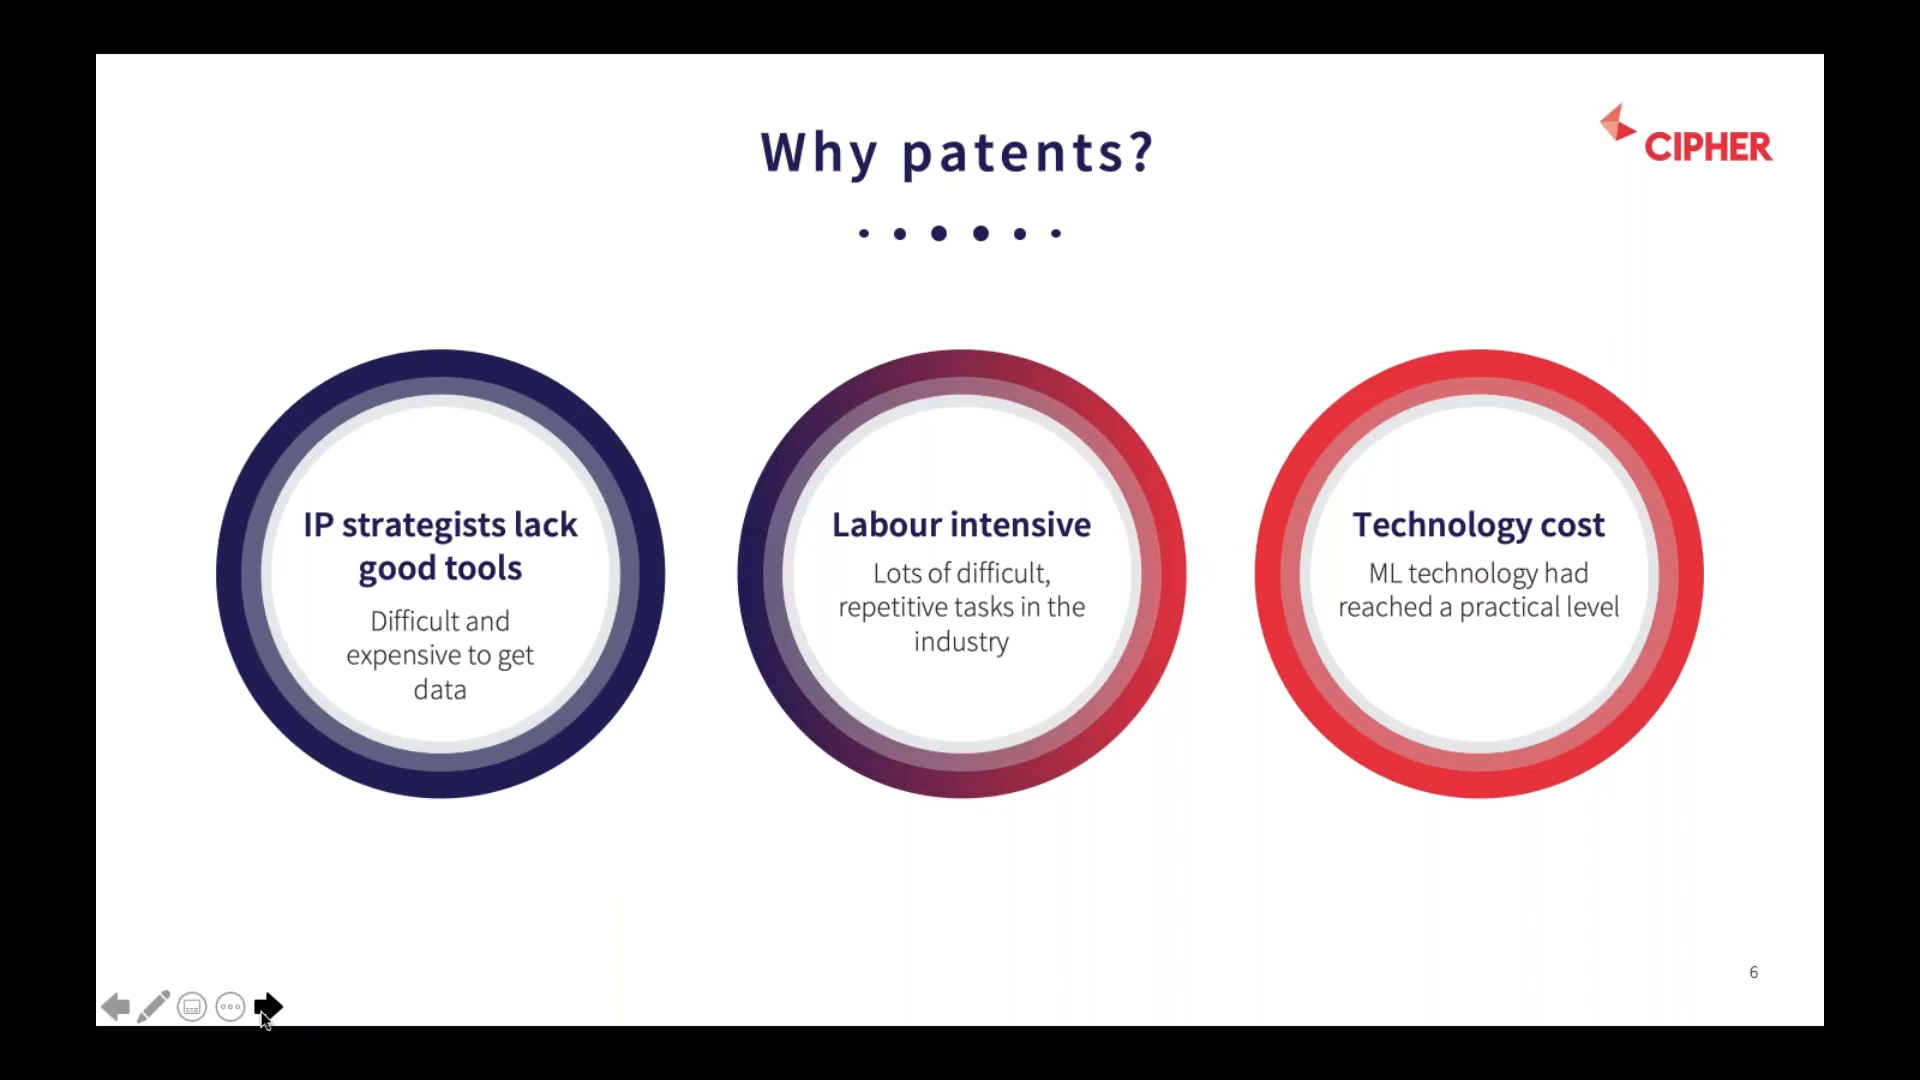 Why patents?
CIPHER
IP strategists lack
good tools
Difficult and
expensive to get
data
Labour intensive
Lots of difficult,
repetitive tasks in the
industry
Technology cost
ML technology had
reached a practical level
6